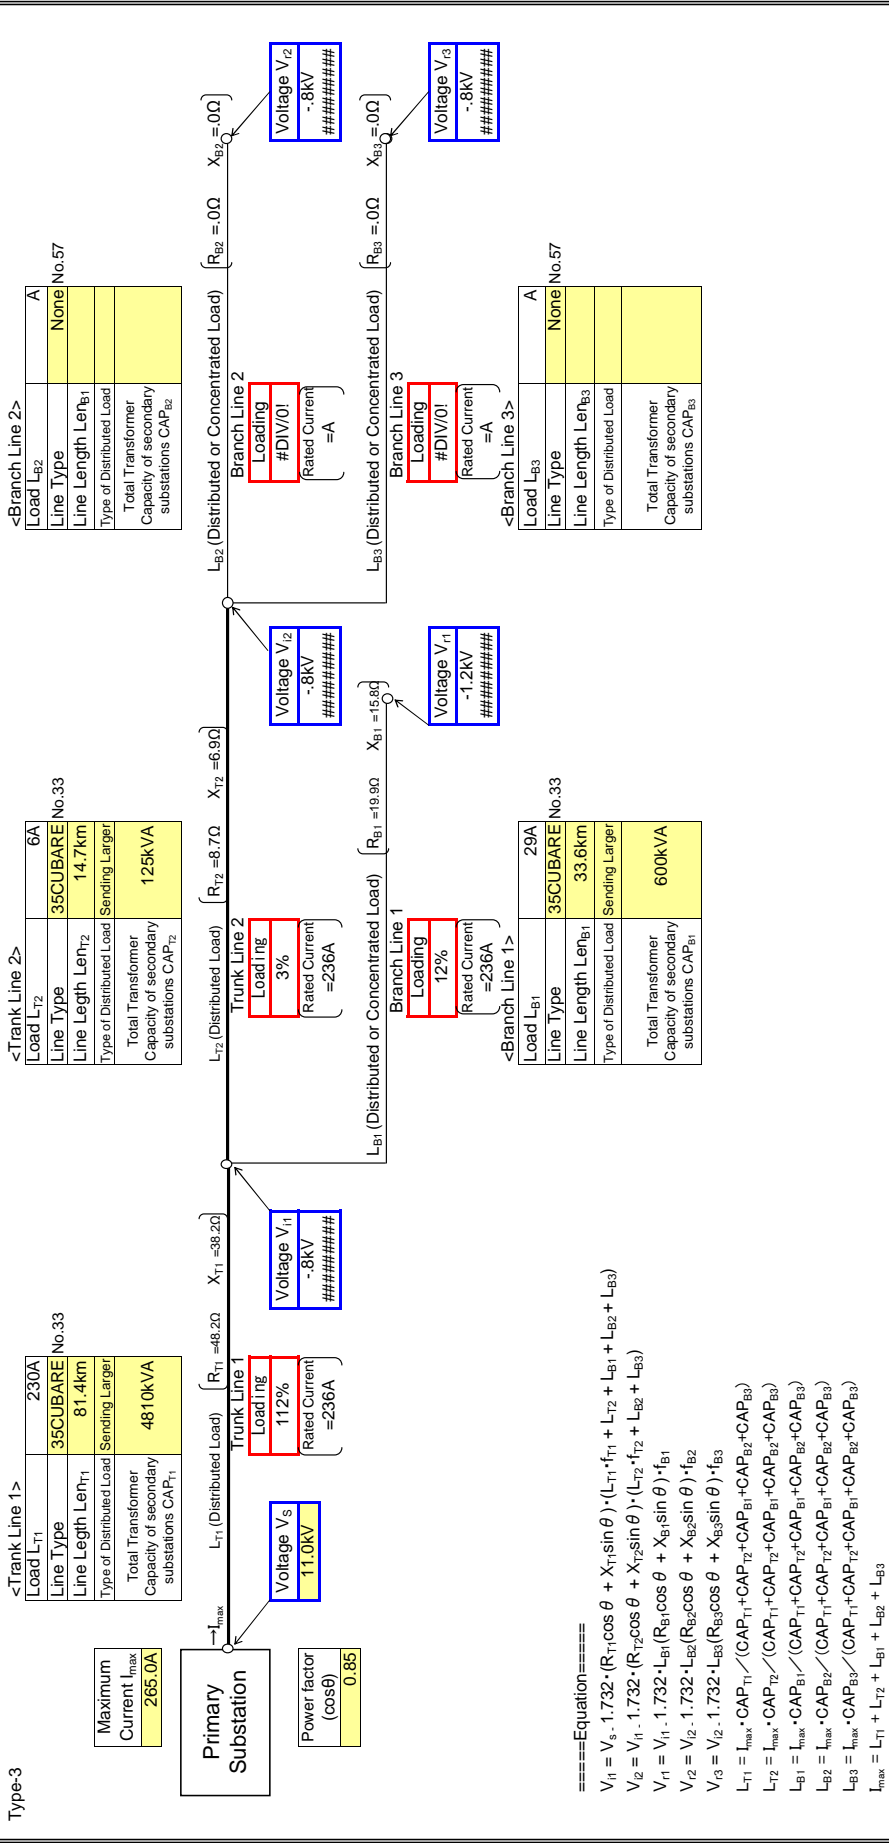 Type-3
<Trank Line 1>
Load L_T1 230A
Line Type 35CUBARE No.33
Line Legth Len_T1 81.4km
Type of Distributed Load Sending Larger
Total Transformer
Capacity of secondary
substations CAP_T1
4810kVA
<Trank Line 2>
Load L_T2 6A
Line Type 35CUBARE No.33
Line Legth Len_T2 14.7km
Type of Distributed Load Sending Larger
Total Transformer
Capacity of secondary
substations CAP_T2
125kVA
<Branch Line 2>
Load L_B2 A
Line Type None No.57
Line Length Len_B1
Type of Distributed Load
Total Transformer
Capacity of secondary
substations CAP_B2
Maximum
Current I_max
265.0A
Primary
Substation
Power factor
(cosθ)
0.85
→I_max
Voltage V_S
11.0kV
L_T1 (Distributed Load)
R_T1 =48.2Ω X_T1 =38.2Ω
Trunk Line 1
Loading
112%
Rated Current
=236A
Voltage V_i1
-.8kV
##########
L_T2 (Distributed Load)
R_T2 =8.7Ω X_T2 =6.9Ω
Trunk Line 2
Loading
3%
Rated Current
=236A
Voltage V_i2
-.8kV
##########
L_B2 (Distributed or Concentrated Load)
R_B2 =.0Ω X_B2 =.0Ω
Branch Line 2
Loading
#DIV/0!
Rated Current
=A
Voltage V_r2
-.8kV
##########
L_B1 (Distributed or Concentrated Load)
R_B1 =19.9Ω X_B1 =15.8Ω
Branch Line 1
Loading
12%
Rated Current
=236A
Voltage V_r1
-1.2kV
##########
L_B3 (Distributed or Concentrated Load)
R_B3 =.0Ω X_B3 =.0Ω
Branch Line 3
Loading
#DIV/0!
Rated Current
=A
Voltage V_r3
-.8kV
##########
<Branch Line 1>
Load L_B1 29A
Line Type 35CUBARE No.33
Line Length Len_B1 33.6km
Type of Distributed Load Sending Larger
Total Transformer
Capacity of secondary
substations CAP_B1
600kVA
<Branch Line 3>
Load L_B3 A
Line Type None No.57
Line Length Len_B3
Type of Distributed Load
Total Transformer
Capacity of secondary
substations CAP_B3
=====Equation=====
V_i1 = V_s - 1.732・(R_T1cosθ + X_T1sinθ)・(L_T1・f_T1 + L_T2 + L_B1 + L_B2 + L_B3)
V_i2 = V_i1 - 1.732・(R_T2cosθ + X_T2sinθ)・(L_T2・f_T2 + L_B2 + L_B3)
V_r1 = V_i1 - 1.732・L_B1(R_B1cosθ + X_B1sinθ)・f_B1
V_r2 = V_i2 - 1.732・L_B2(R_B2cosθ + X_B2sinθ)・f_B2
V_r3 = V_i2 - 1.732・L_B3(R_B3cosθ + X_B3sinθ)・f_B3
L_T1 = I_max・CAP_T1／(CAP_T1+CAP_T2+CAP_B1+CAP_B2+CAP_B3)
L_T2 = I_max・CAP_T2／(CAP_T1+CAP_T2+CAP_B1+CAP_B2+CAP_B3)
L_B1 = I_max・CAP_B1／(CAP_T1+CAP_T2+CAP_B1+CAP_B2+CAP_B3)
L_B2 = I_max・CAP_B2／(CAP_T1+CAP_T2+CAP_B1+CAP_B2+CAP_B3)
L_B3 = I_max・CAP_B3／(CAP_T1+CAP_T2+CAP_B1+CAP_B2+CAP_B3)
I_max = L_T1 + L_T2 + L_B1 + L_B2 + L_B3